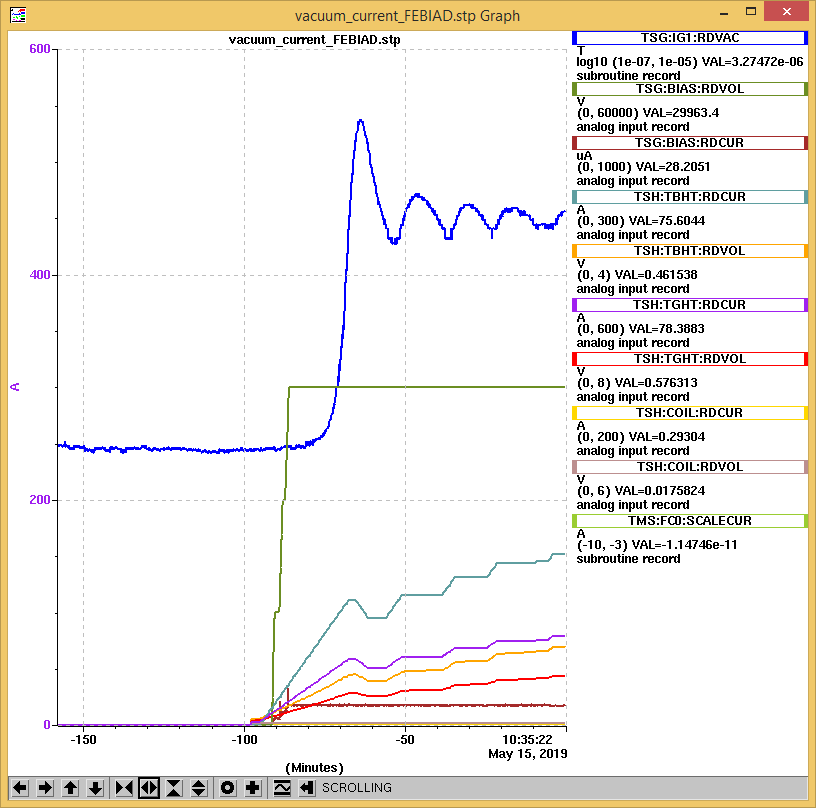 vacuum_current_FEBIAD.stp Graph
vacuum_current_FEBIAD.stp
600
400
200
0
A
-150
-100
-50
10:35:22
May 15, 2019
(Minutes)
TSG:IG1:RDVAC
T
log10 (1e-07, 1e-05) VAL=3.27472e-06
subroutine record
TSG:BIAS:RDVOL
V
(0, 60000) VAL=29963.4
analog input record
TSG:BIAS:RDCUR
uA
(0, 1000) VAL=28.2051
analog input record
TSH:TBHT:RDCUR
A
(0, 300) VAL=75.6044
analog input record
TSH:TBHT:RDVOL
V
(0, 4) VAL=0.461538
analog input record
TSH:TGHT:RDCUR
A
(0, 600) VAL=78.3883
analog input record
TSH:TGHT:RDVOL
V
(0, 8) VAL=0.576313
analog input record
TSH:COIL:RDCUR
A
(0, 200) VAL=0.29304
analog input record
TSH:COIL:RDVOL
V
(0, 6) VAL=0.0175824
analog input record
TMS:FC0:SCALECUR
A
(-10, -3) VAL=-1.14746e-11
subroutine record
SCROLLING